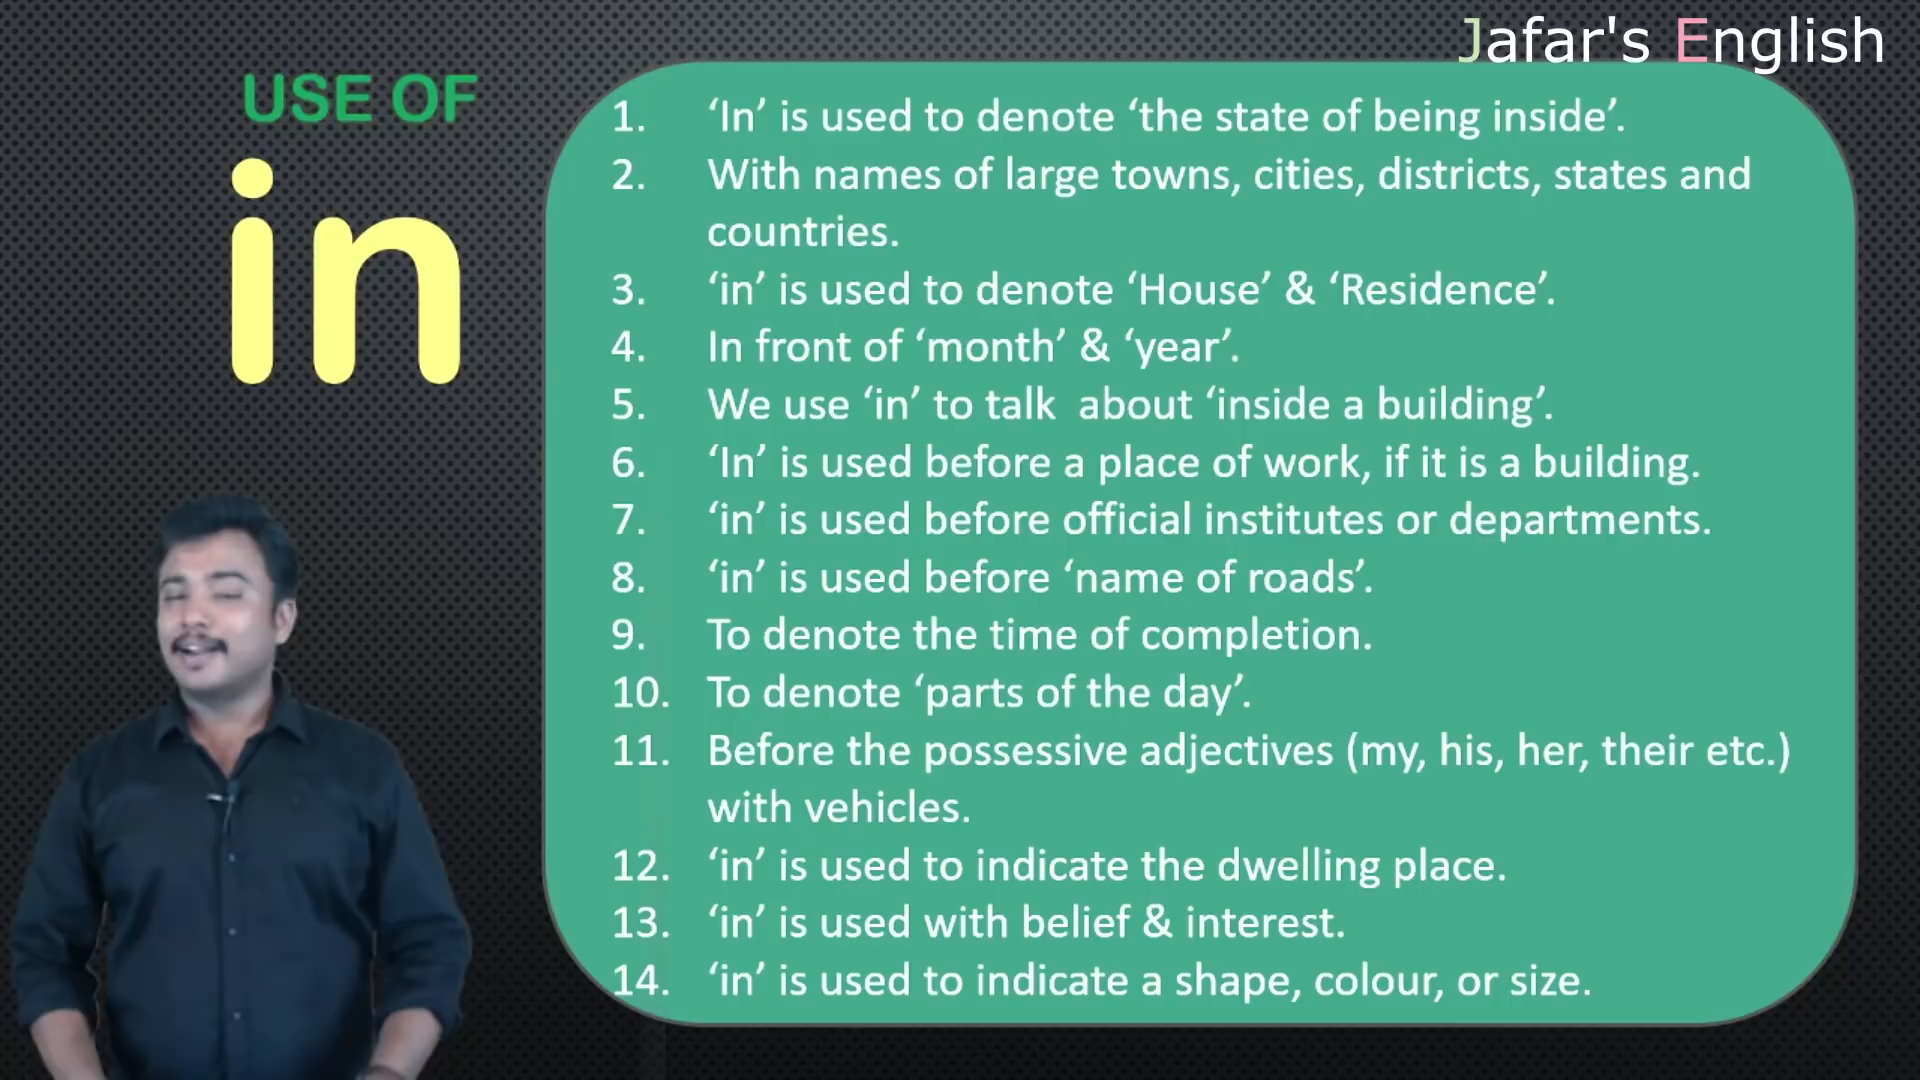 Jafar's English
USE OF
in
1. ‘In’ is used to denote ‘the state of being inside’.
2. With names of large towns, cities, districts, states and
countries.
3. ‘in’ is used to denote ‘House’ & ‘Residence’.
4. In front of ‘month’ & ‘year’.
5. We use ‘in’ to talk  about ‘inside a building’.
6. ‘In’ is used before a place of work, if it is a building.
7. ‘in’ is used before official institutes or departments.
8. ‘in’ is used before ‘name of roads’.
9. To denote the time of completion.
10. To denote ‘parts of the day’.
11. Before the possessive adjectives (my, his, her, their etc.)
with vehicles.
12. ‘in’ is used to indicate the dwelling place.
13. ‘in’ is used with belief & interest.
14. ‘in’ is used to indicate a shape, colour, or size.